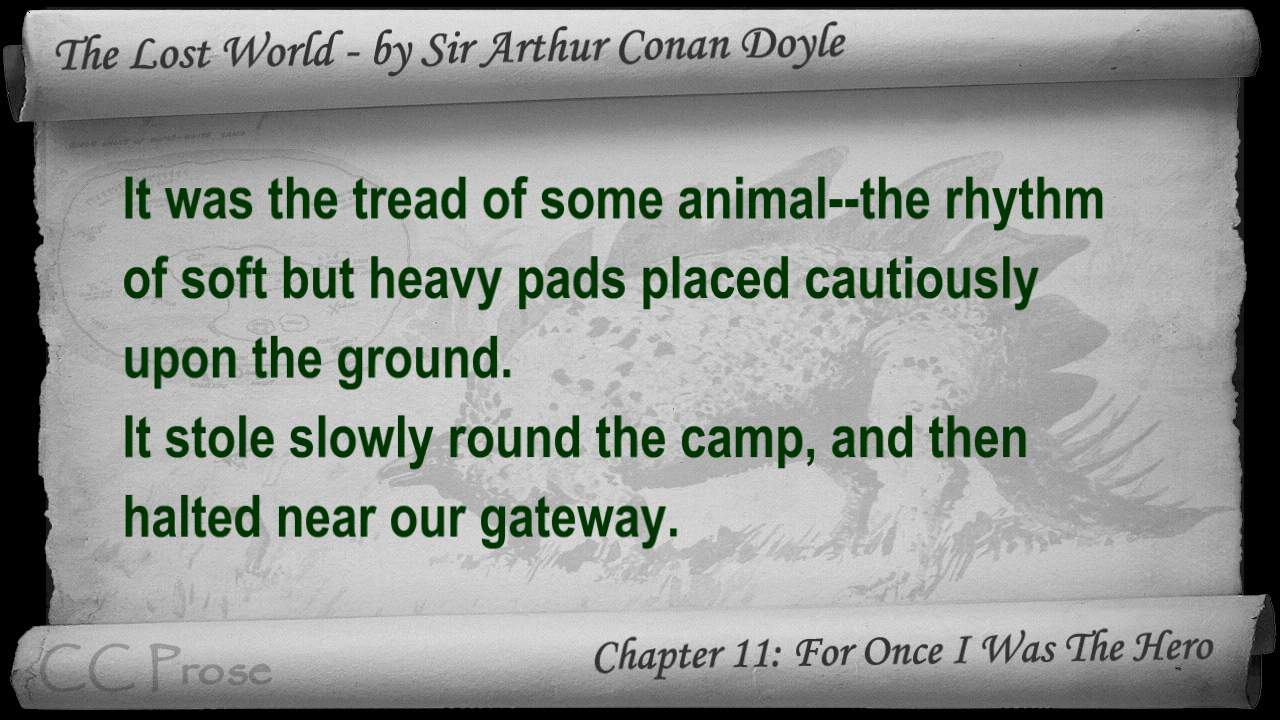 The Lost World - by Sir Arthur Conan Doyle
It was the tread of some animal--the rhythm
of soft but heavy pads placed cautiously
upon the ground.
It stole slowly round the camp, and then
halted near our gateway.
CC Prose
Chapter 11: For Once I Was The Hero